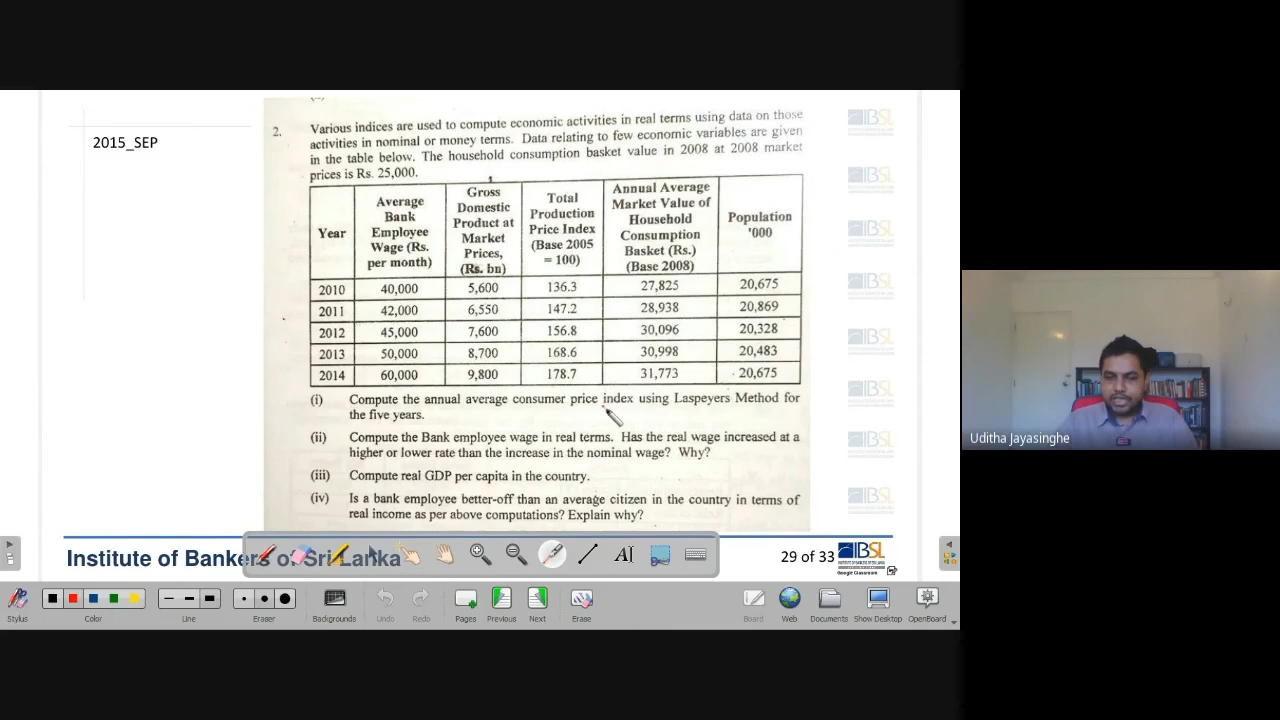 2015_SEP
2. Various indices are used to compute economic activities in real terms using data on those
activities in nominal or money terms. Data relating to few economic variables are given
in the table below. The household consumption basket value in 2008 at 2008 market
prices is Rs. 25,000.
Year | Average Bank Employee Wage (Rs. per month) | Gross Domestic Product at Market Prices, (Rs. bn) | Total Production Price Index (Base 2005 = 100) | Annual Average Market Value of Household Consumption Basket (Rs.) (Base 2008) | Population '000
2010 | 40,000 | 5,600 | 136.3 | 27,825 | 20,675
2011 | 42,000 | 6,550 | 147.2 | 28,938 | 20,869
2012 | 45,000 | 7,600 | 156.8 | 30,096 | 20,328
2013 | 50,000 | 8,700 | 168.6 | 30,998 | 20,483
2014 | 60,000 | 9,800 | 178.7 | 31,773 | 20,675
(i) Compute the annual average consumer price index using Laspeyers Method for
the five years.
(ii) Compute the Bank employee wage in real terms. Has the real wage increased at a
higher or lower rate than the increase in the nominal wage? Why?
(iii) Compute real GDP per capita in the country.
(iv) Is a bank employee better-off than an average citizen in the country in terms of
real income as per above computations? Explain why?
Institute of Bankers of Sri Lanka
29 of 33
IBSL
Google Classroom
Stylus
Color
Line
Eraser
Backgrounds
Undo
Redo
Pages
Previous
Next
Erase
Board
Web
Documents
Show Desktop
OpenBoard
Uditha Jayasinghe